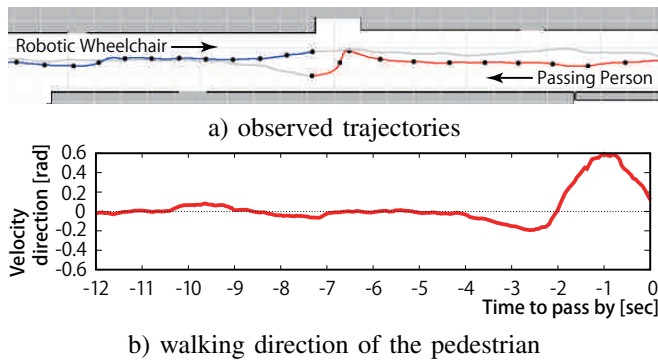 Robotic Wheelchair
Passing Person
a) observed trajectories
Velocity
direction [rad]
0.6
0.4
0.2
0
-0.2
-0.4
-0.6
-12 -11 -10 -9 -8 -7 -6 -5 -4 -3 -2 -1 0
Time to pass by [sec]
b) walking direction of the pedestrian